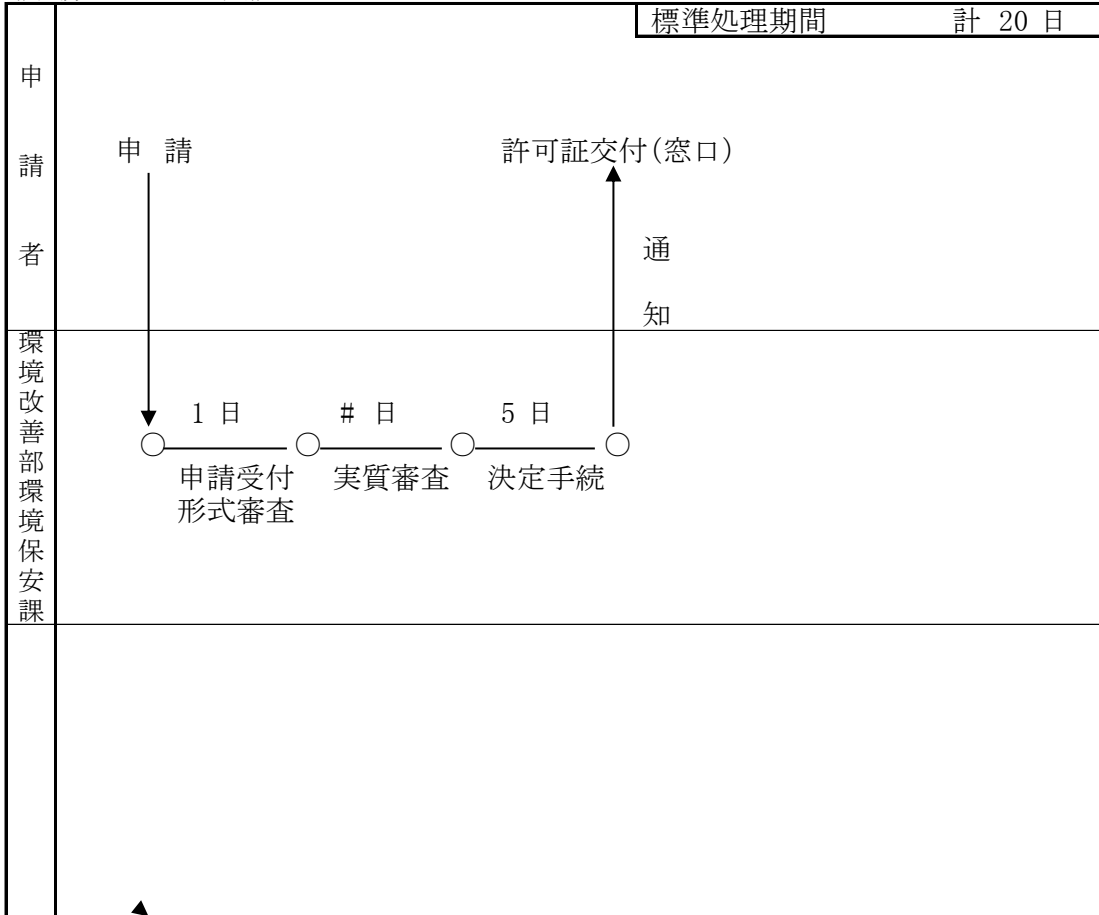 標準処理期間 計 20 日
申請者
申 請
許可証交付(窓口)
通知
環境改善部環境保安課
1 日 # 日 5 日
申請受付 実質審査 決定手続
形式審査